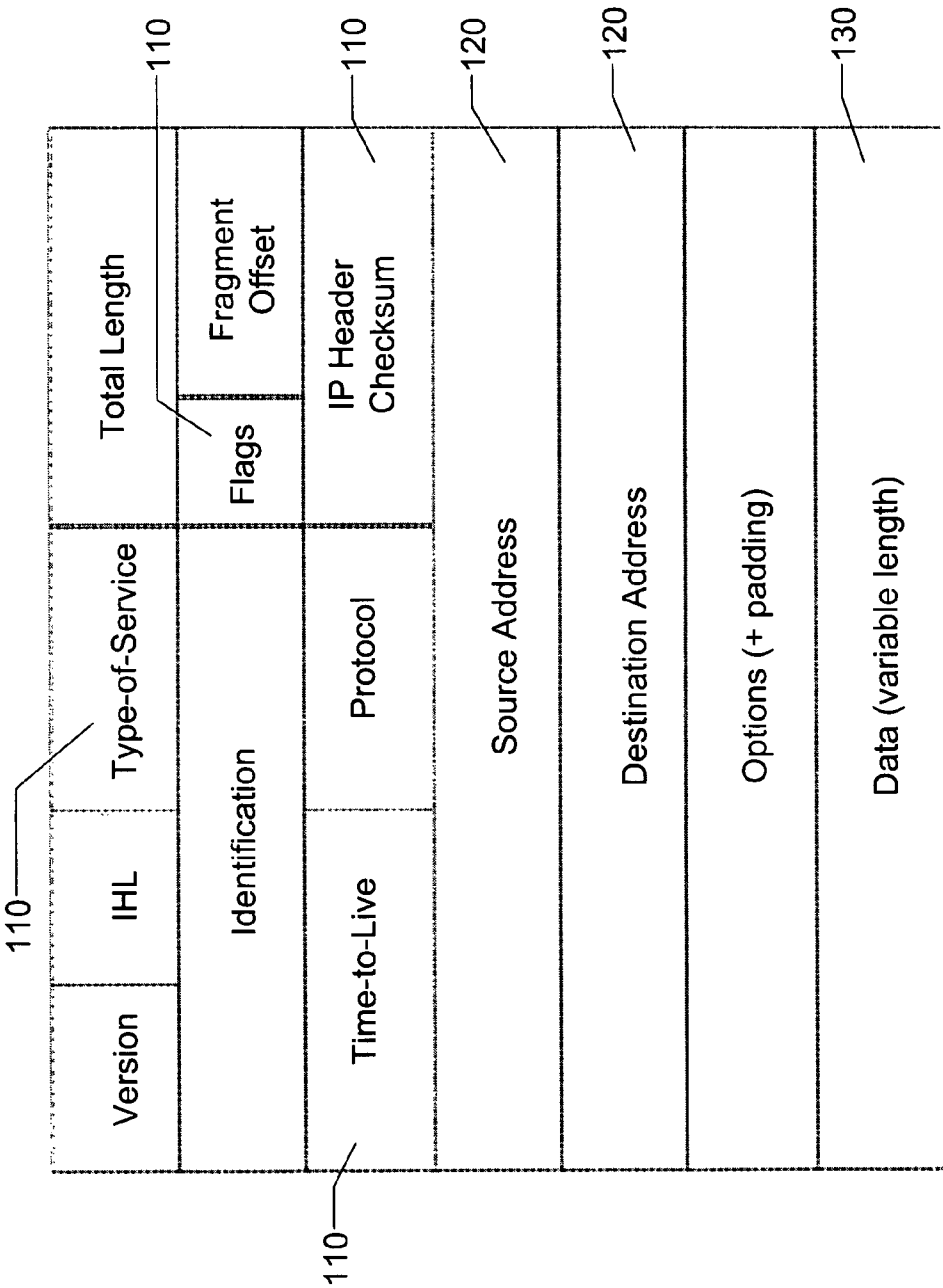 110
Version
IHL
Type-of-Service
Total Length
110
Identification
Flags
Fragment
Offset
110
Time-to-Live
Protocol
IP Header
Checksum
110
110
Source Address
120
Destination Address
120
Options (+ padding)
Data (variable length)
130